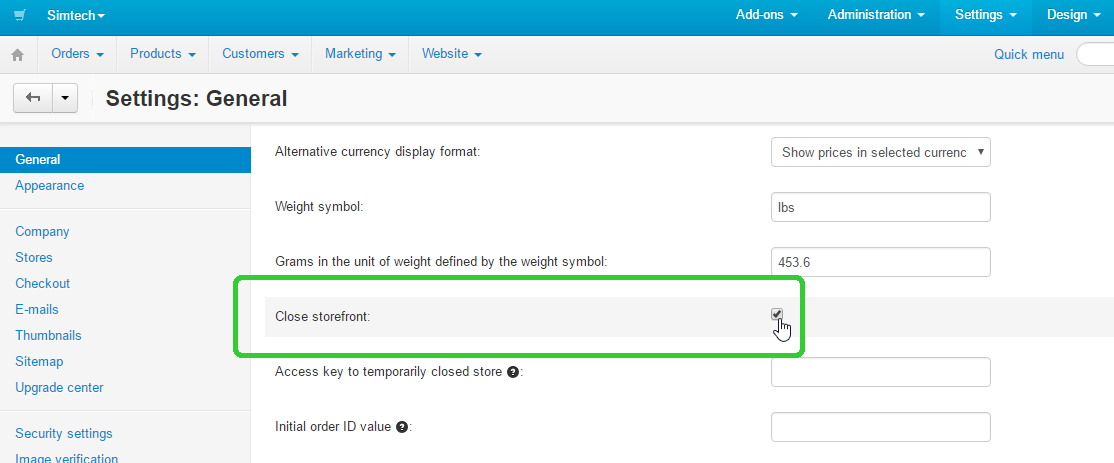 Simtech
Add-ons
Administration
Settings
Design
Orders
Products
Customers
Marketing
Website
Quick menu
Settings: General
General
Appearance
Company
Stores
Checkout
E-mails
Thumbnails
Sitemap
Upgrade center
Security settings
Image verification
Alternative currency display format:
Show prices in selected currenc
Weight symbol:
lbs
Grams in the unit of weight defined by the weight symbol:
453.6
Close storefront:
Access key to temporarily closed store ?:
Initial order ID value ?: